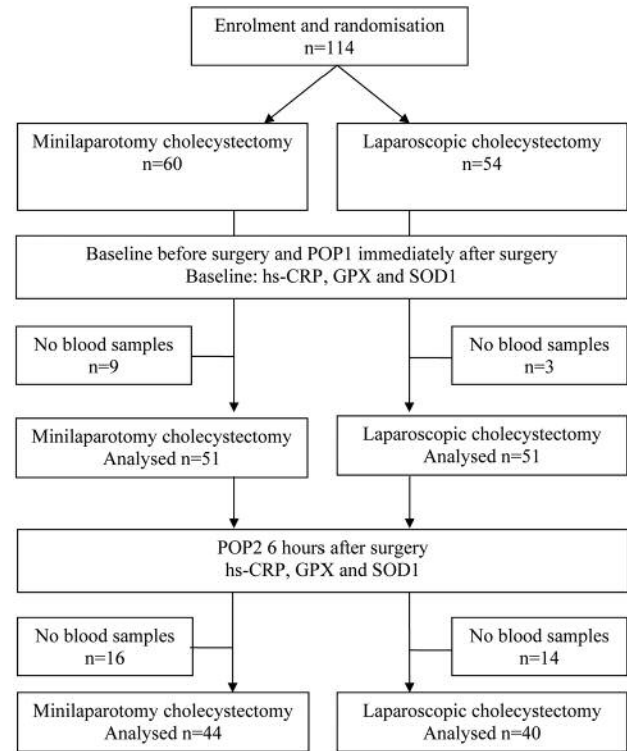 Enrolment and randomisation
n=114
Minilaparotomy cholecystectomy
n=60
Laparoscopic cholecystectomy
n=54
Baseline before surgery and POP1 immediately after surgery
Baseline: hs-CRP, GPX and SOD1
No blood samples
n=9
No blood samples
n=3
Minilaparotomy cholecystectomy
Analysed n=51
Laparoscopic cholecystectomy
Analysed n=51
POP2 6 hours after surgery
hs-CRP, GPX and SOD1
No blood samples
n=16
No blood samples
n=14
Minilaparotomy cholecystectomy
Analysed n=44
Laparoscopic cholecystectomy
Analysed n=40